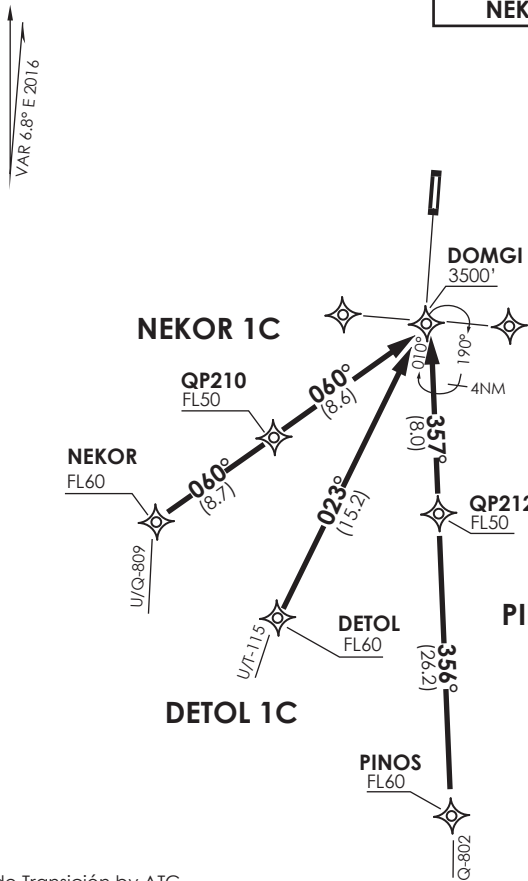 NEK
VAR 6.8° E 2016
DOMGI
3500'
NEKOR 1C
010°
190°
4NM
QP210
FL50
060°
(8.6)
357°
(8.0)
NEKOR
FL60
060°
(8.7)
023°
(15.2)
QP212
FL50
U/Q-809
DETOL
FL60
U/T-115
PI
356°
(26.2)
DETOL 1C
PINOS
FL60
Q-802
de Transición by ATC